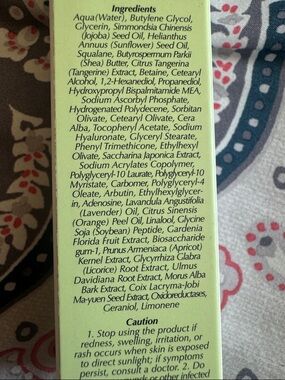 Ingredients
Aqua(Water), Butylene Glycol,
Glycerin, Simmondsia Chinensis
(Jojoba) Seed Oil, Helianthus
Annuus (Sunflower) Seed Oil,
Squalane, Butyrospermum Parkii
(Shea) Butter, Citrus Tangerina
(Tangerine) Extract, Betaine, Cetearyl
Alcohol, 1,2-Hexanediol, Propanediol,
Hydroxypropyl Bispalmitamide MEA,
Sodium Ascorbyl Phosphate,
Hydrogenated Polydecene, Sorbitan
Olivate, Cetearyl Olivate, Cera
Alba, Tocopheryl Acetate, Sodium
Hyaluronate, Glyceryl Stearate,
Phenyl Trimethicone, Ethylhexyl
Olivate, Saccharina Japonica Extract,
Sodium Acrylates Copolymer,
Polyglyceryl-10 Laurate, Polyglyceryl-10
Myristate, Carbomer, Polyglyceryl-4
Oleate, Arbutin, Ethylhexylglycer-
in, Adenosine, Lavandula Angustifolia
(Lavender) Oil, Citrus Sinensis
(Orange) Peel Oil, Linalool, Glycine
Soja (Soybean) Peptide, Gardenia
Florida Fruit Extract, Biosaccharide
gum-1, Prunus Armeniaca (Apricot)
Kernel Extract, Glycyrrhiza Glabra
(Licorice) Root Extract, Ulmus
Davidiana Root Extract, Morus Alba
Bark Extract, Coix Lacryma-Jobi
Ma-yuen Seed Extract, Oxidoreductases,
Geraniol, Limonene
Caution
1. Stop using the product if
redness, swelling, irritation, or
rash occurs when skin is exposed
to direct sunlight; if symptoms
persist, consult a doctor. 2. Do
or other infected